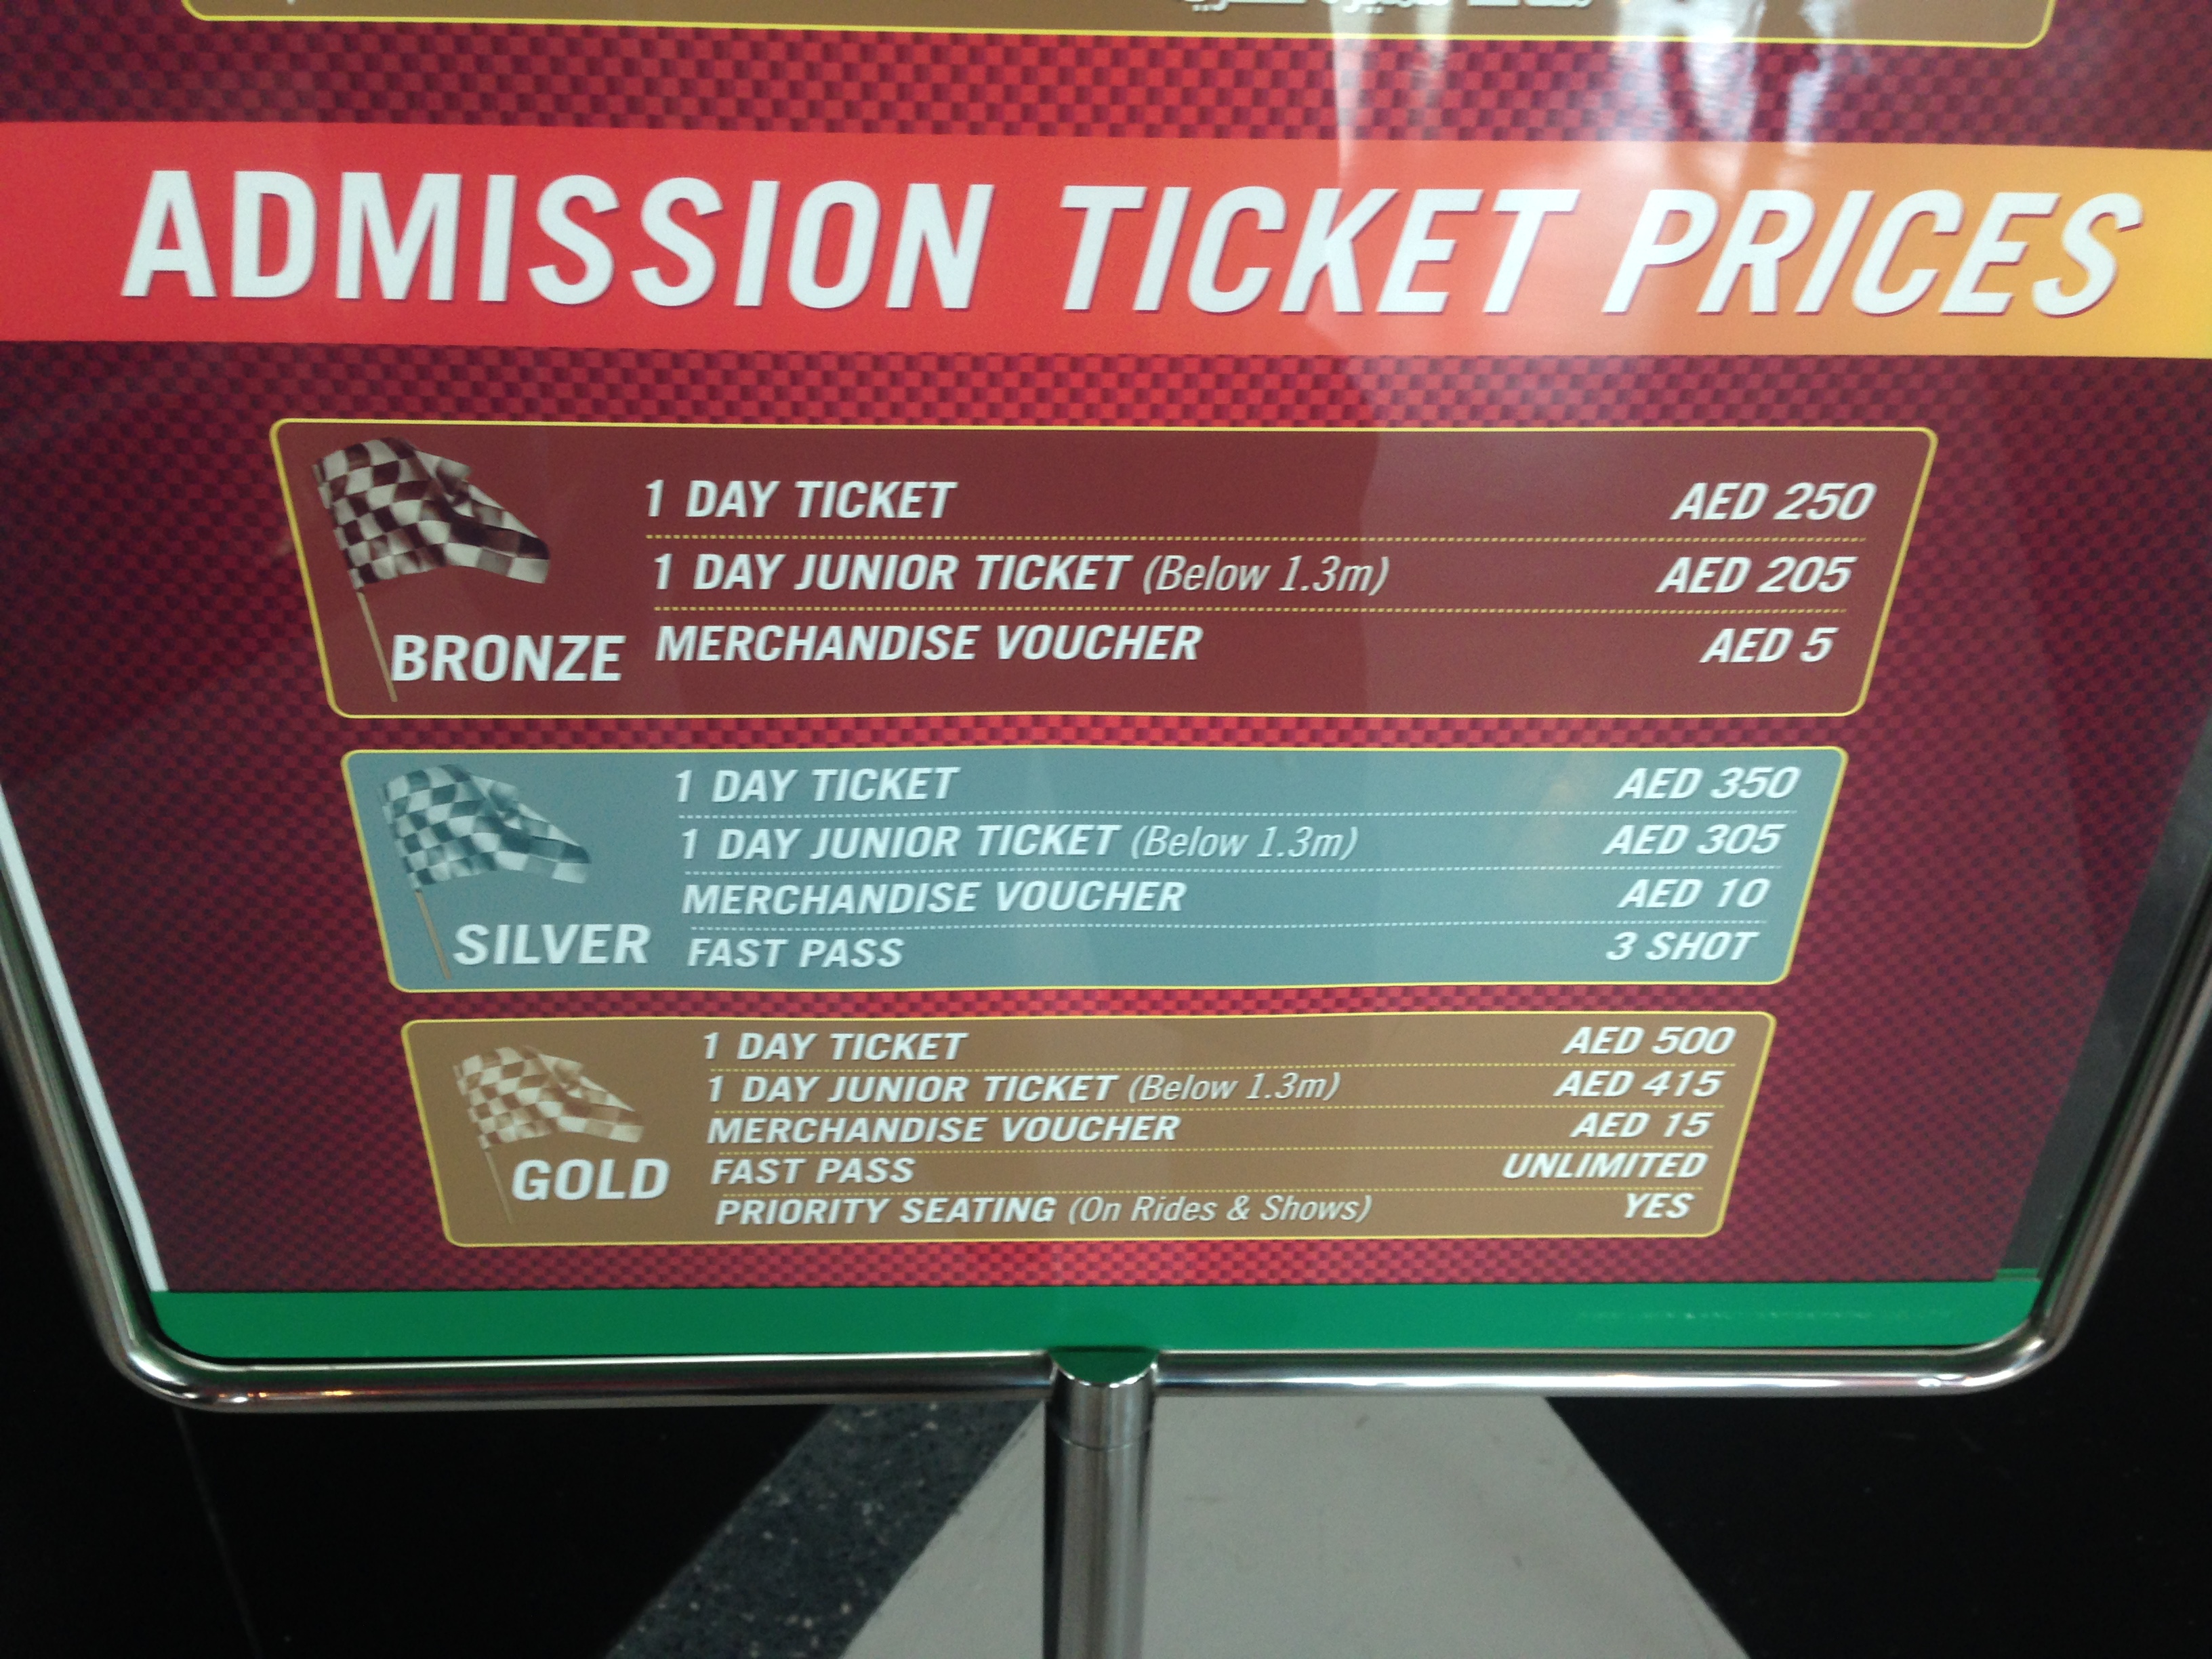 ADMISSION TICKET PRICES
BRONZE
1 DAY TICKET AED 250
1 DAY JUNIOR TICKET (Below 1.3m) AED 205
MERCHANDISE VOUCHER AED 5
SILVER
1 DAY TICKET AED 350
1 DAY JUNIOR TICKET (Below 1.3m) AED 305
MERCHANDISE VOUCHER AED 10
FAST PASS 3 SHOT
GOLD
1 DAY TICKET AED 500
1 DAY JUNIOR TICKET (Below 1.3m) AED 415
MERCHANDISE VOUCHER AED 15
FAST PASS UNLIMITED
PRIORITY SEATING (On Rides & Shows) YES